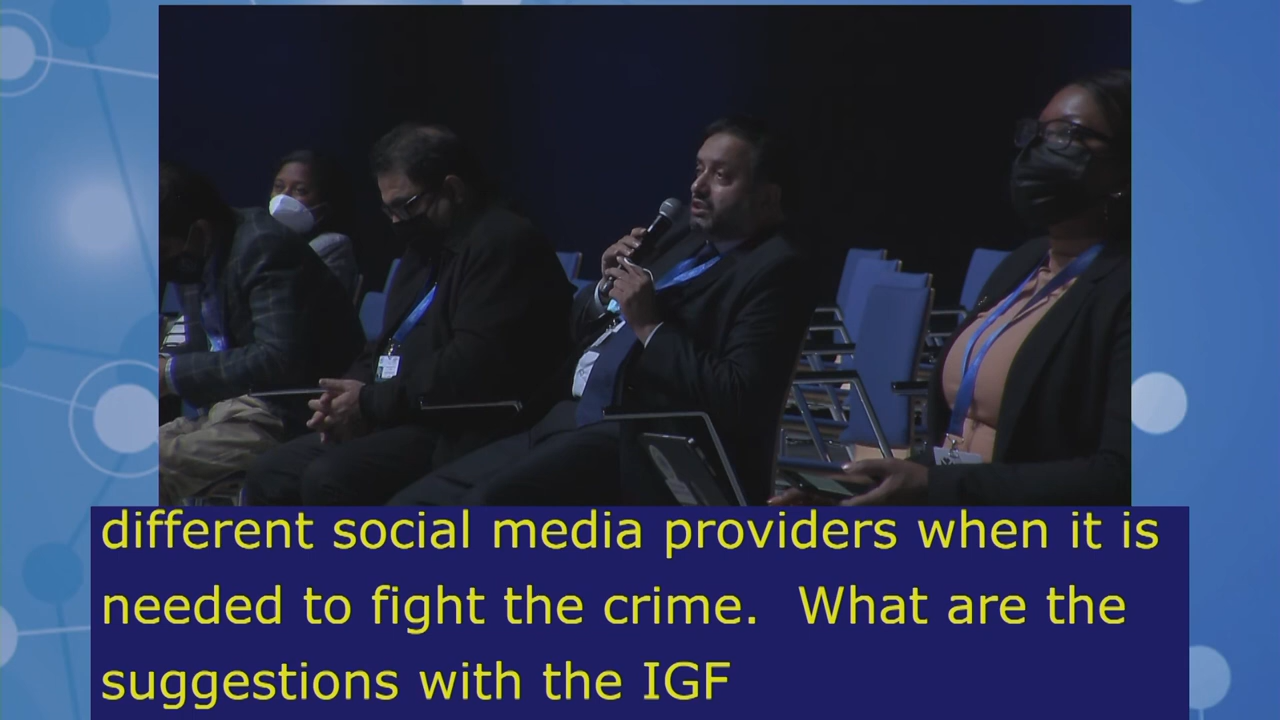 different social media providers when it is
needed to fight the crime.  What are the
suggestions with the IGF